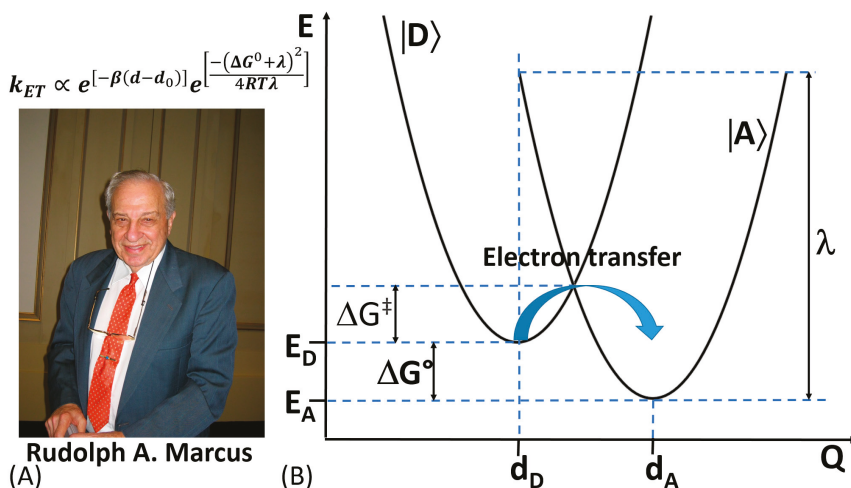 k_ET ∝ e^[−β(d−d_0)] e^[−(ΔG^0+λ)^2 / 4RTλ]
Rudolph A. Marcus
(A)
E
|D⟩
|A⟩
Electron transfer
λ
ΔG‡
E_D
ΔG°
E_A
Q
(B)
d_D
d_A